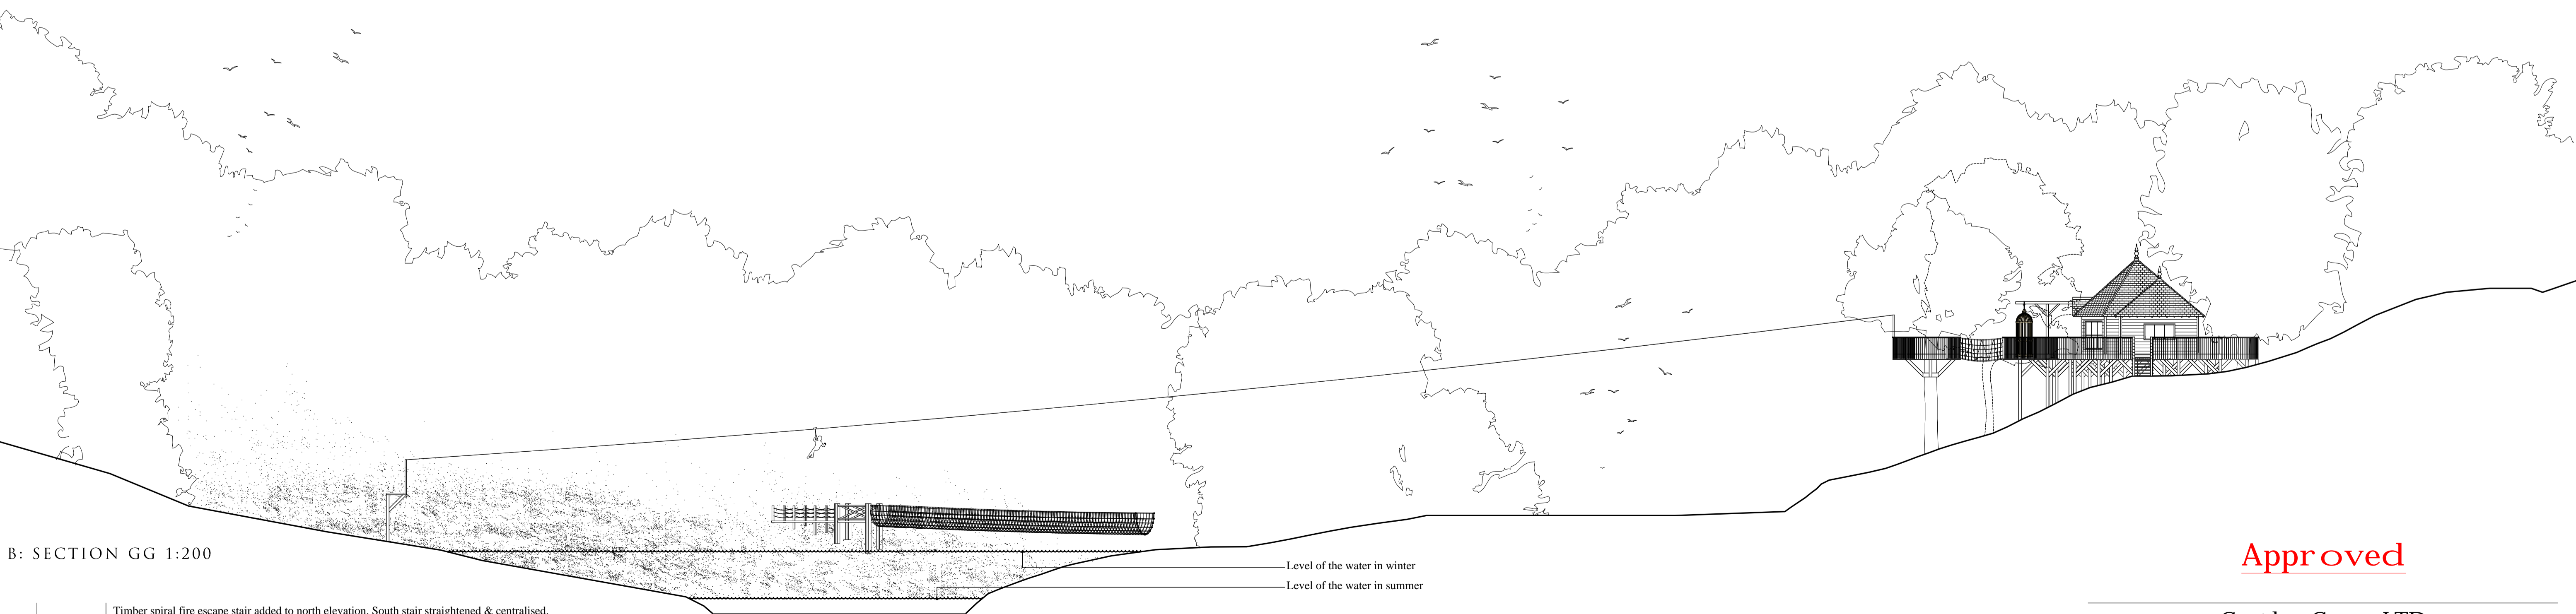 B: SECTION GG 1:200
Level of the water in winter
Level of the water in summer
Approved
Timber spiral fire escape stair added to north elevation. South stair straightened & centralised.